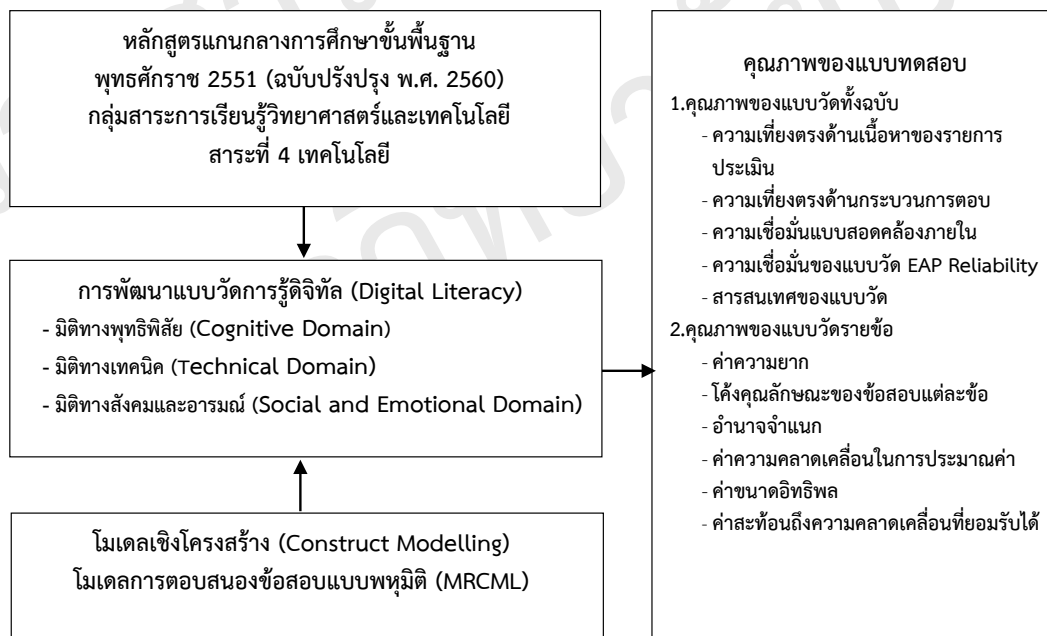 หลักสูตรแกนกลางการศึกษาขั้นพื้นฐาน
พุทธศักราช 2551 (ฉบับปรังปรุง พ.ศ. 2560)
กลุ่มสาระการเรียนรู้วิทยาศาสตร์และเทคโนโลยี
สาระที่ 4 เทคโนโลยี
การพัฒนาแบบวัดการรู้ดิจิทัล (Digital Literacy)
- มิติทางพุทธิพิสัย (Cognitive Domain)
- มิติทางเทคนิค (Technical Domain)
- มิติทางสังคมและอารมณ์ (Social and Emotional Domain)
โมเดลเชิงโครงสร้าง (Construct Modelling)
โมเดลการตอบสนองข้อสอบแบบพหุมิติ (MRCML)
คุณภาพของแบบทดสอบ
1.คุณภาพของแบบวัดทั้งฉบับ
- ความเที่ยงตรงด้านเนื้อหาของรายการ
ประเมิน
- ความเที่ยงตรงด้านกระบวนการตอบ
- ความเชื่อมั่นแบบสอดคล้องภายใน
- ความเชื่อมั่นของแบบวัด EAP Reliability
- สารสนเทศของแบบวัด
2.คุณภาพของแบบวัดรายข้อ
- ค่าความยาก
- โค้งคุณลักษณะของข้อสอบแต่ละข้อ
- อำนาจจำแนก
- ค่าความคลาดเคลื่อนในการประมาณค่า
- ค่าขนาดอิทธิพล
- ค่าสะท้อนถึงความคลาดเคลื่อนที่ยอมรับได้